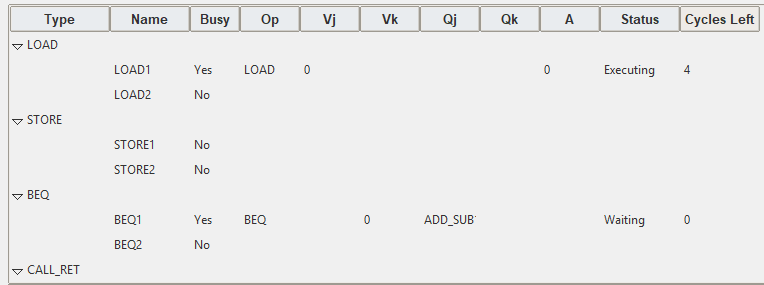 Type Name Busy Op Vj Vk Qj Qk A Status Cycles Left
LOAD
LOAD1 Yes LOAD 0 0 Executing 4
LOAD2 No
STORE
STORE1 No
STORE2 No
BEQ
BEQ1 Yes BEQ 0 ADD_SUB Waiting 0
BEQ2 No
CALL_RET